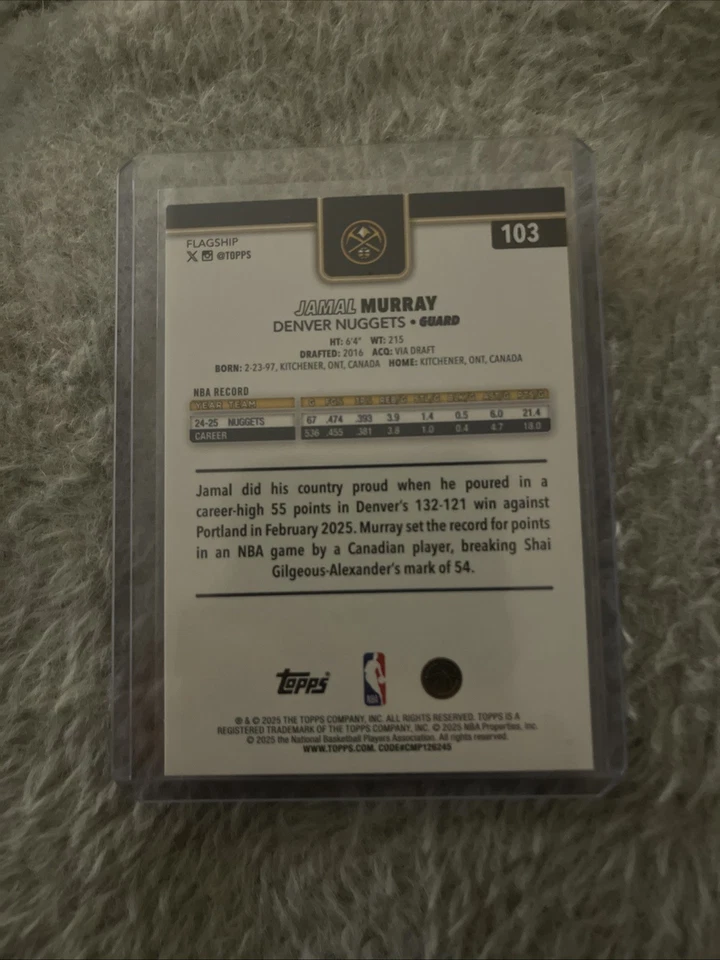 103
FLAGSHIP
X @TOPPS
JAMAL MURRAY
DENVER NUGGETS • GUARD
HT: 6'4" WT: 215
DRAFTED: 2016 ACQ: VIA DRAFT
BORN: 2-23-97, KITCHENER, ONT, CANADA HOME: KITCHENER, ONT, CANADA
NBA RECORD
YEAR TEAM G
24-25 NUGGETS 67 .474 .393 3.9 1.4 0.5 6.0 21.4
CAREER 536 .455 .381 3.8 1.0 0.4 4.7 18.0
Jamal did his country proud when he poured in a
career-high 55 points in Denver's 132-121 win against
Portland in February 2025. Murray set the record for points
in an NBA game by a Canadian player, breaking Shai
Gilgeous-Alexander's mark of 54.
Topps
NBA
® & © 2025 THE TOPPS COMPANY, INC. ALL RIGHTS RESERVED. TOPPS IS A
REGISTERED TRADEMARK OF THE TOPPS COMPANY, INC. © 2025 NBA Properties, Inc.
© 2025 the National Basketball Players Association. All rights reserved.
WWW.TOPPS.COM. CODE#CMP126245